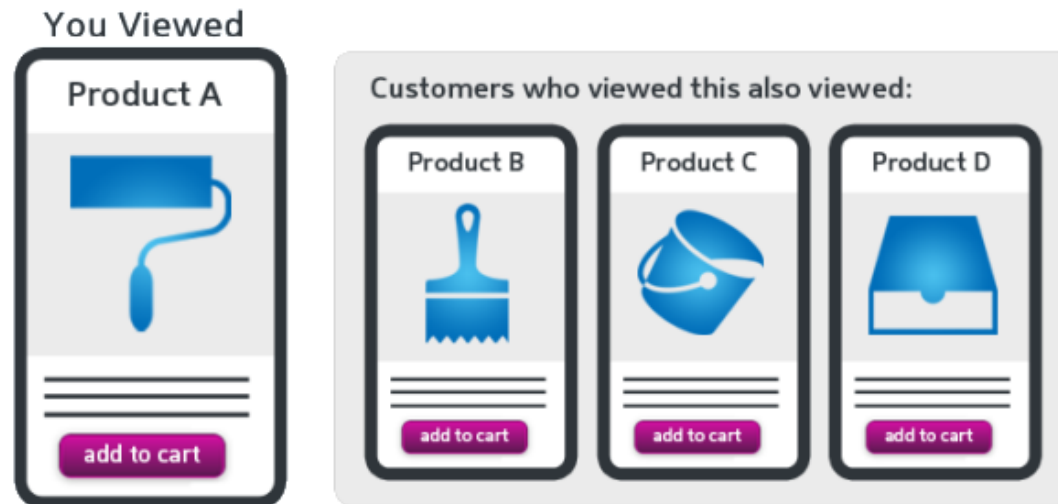 You Viewed
Product A
add to cart
Customers who viewed this also viewed:
Product B
add to cart
Product C
add to cart
Product D
add to cart